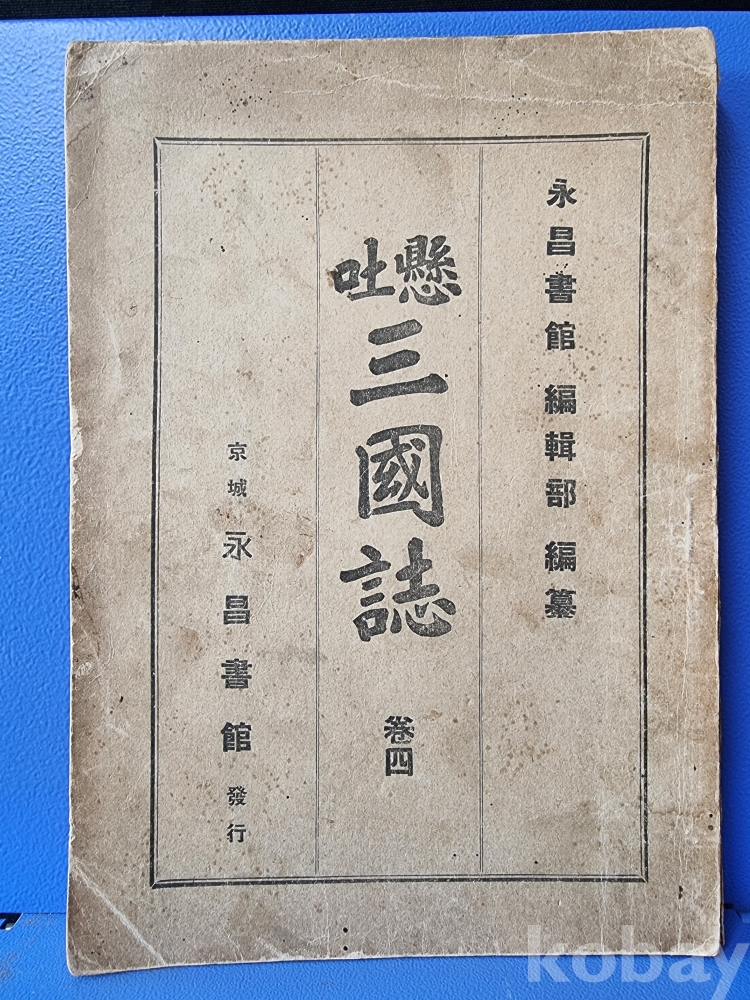 永昌書館 編輯部 編纂
懸吐
三國誌 卷四
京城 永昌書館 發行
kobay